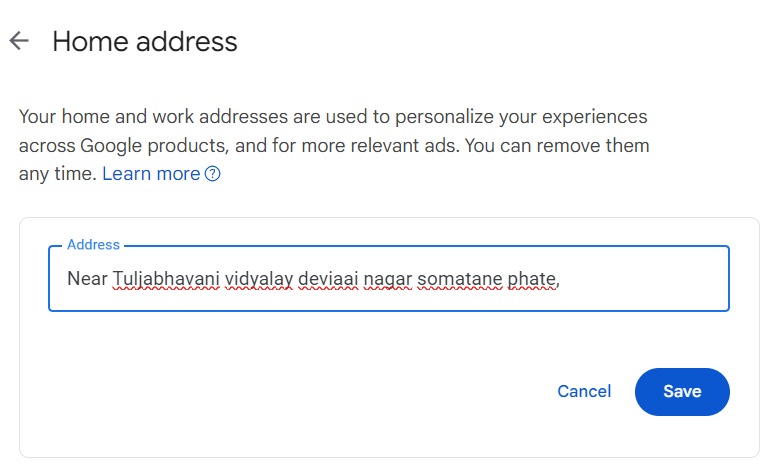 Home address
Your home and work addresses are used to personalize your experiences
across Google products, and for more relevant ads. You can remove them
any time. Learn more
Address
Near Tuljabhavani vidyalay deviaai nagar somatane phate,
Cancel
Save